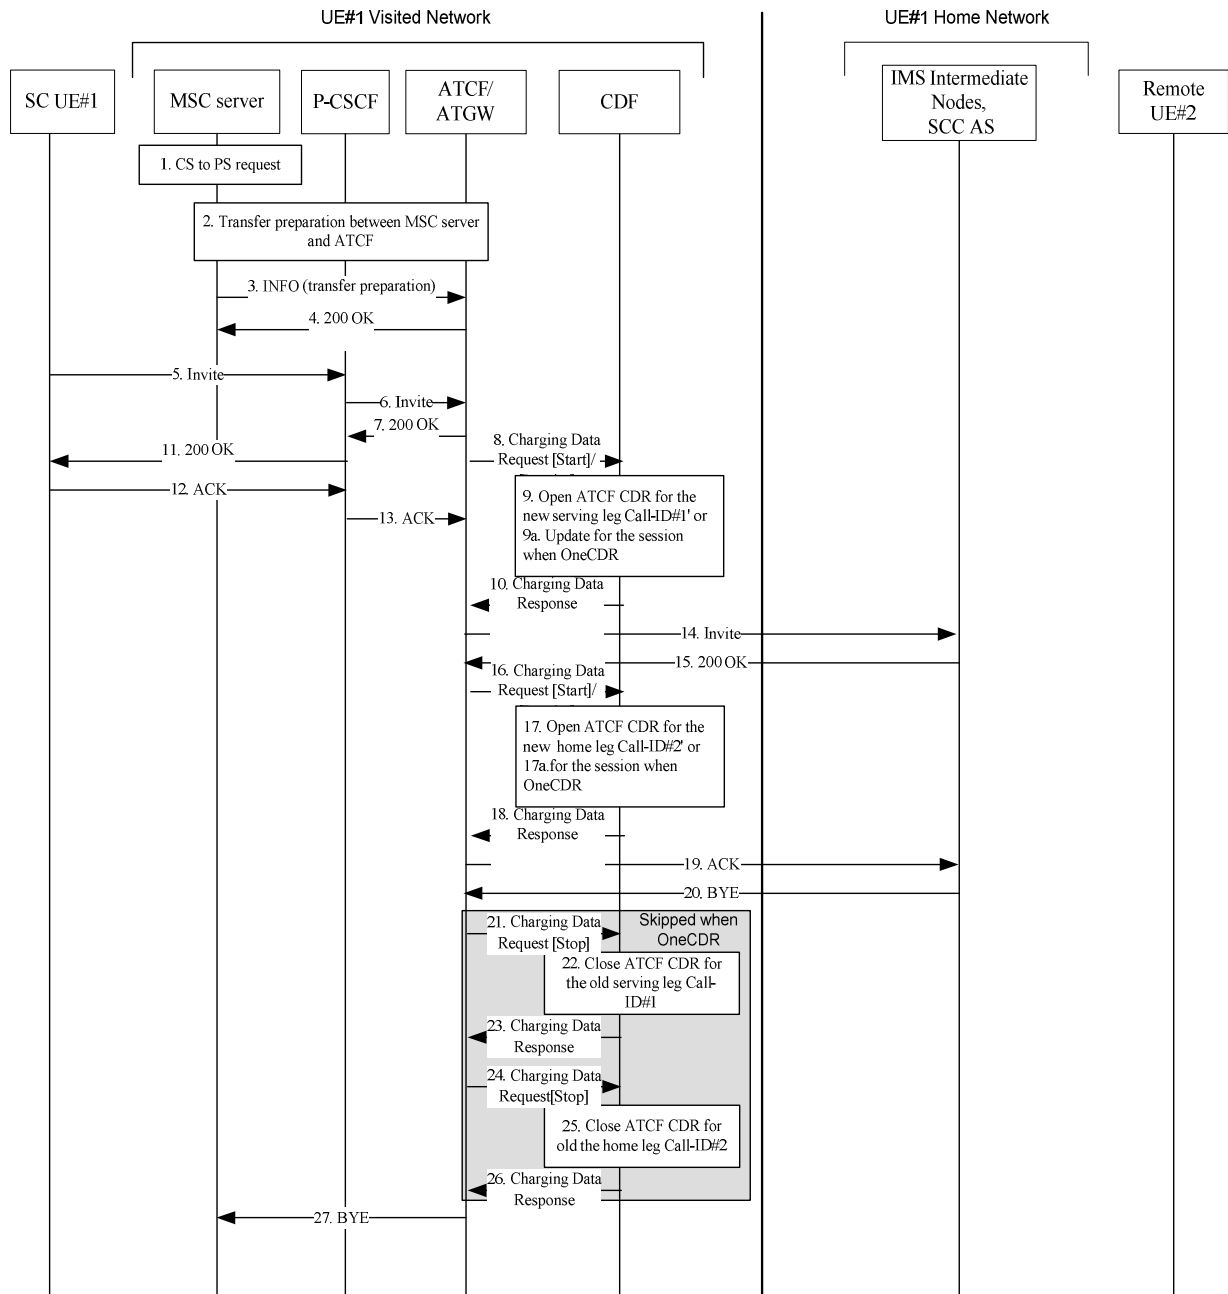 UE#1 Visited Network
UE#1 Home Network
SC UE#1
MSC server
P-CSCF
ATCF/
ATGW
CDF
IMS Intermediate
Nodes,
SCC AS
Remote
UE#2
1. CS to PS request
2. Transfer preparation between MSC server
and ATCF
3. INFO (transfer preparation)
4. 200 OK
5. Invite
6. Invite
7. 200 OK
8. Charging Data
Request [Start]/
11. 200 OK
12. ACK
9. Open ATCF CDR for the
new serving leg Call-ID#1' or
9a. Update for the session
when OneCDR
13. ACK
10. Charging Data
Response
14. Invite
15. 200 OK
16. Charging Data
Request [Start]/
17. Open ATCF CDR for the
new home leg Call-ID#2' or
17a.for the session when
OneCDR
18. Charging Data
Response
19. ACK
20. BYE
Skipped when
OneCDR
21. Charging Data
Request [Stop]
22. Close ATCF CDR for
the old serving leg Call-
ID#1
23. Charging Data
Response
24. Charging Data
Request[Stop]
25. Close ATCF CDR for
old the home leg Call-ID#2
26. Charging Data
Response
27. BYE